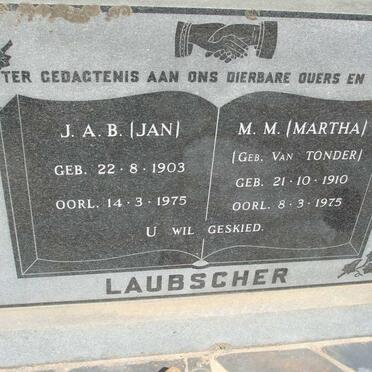 TER GEDAGTENIS AAN ONS DIERBARE OUERS EN
J. A. B. (JAN)
GEB. 22 · 8 · 1903
OORL. 14 · 3 · 1975
M. M. (MARTHA)
(GEB. VAN TONDER)
GEB. 21 · 10 · 1910
OORL. 8 · 3 · 1975
U WIL GESKIED.
LAUBSCHER